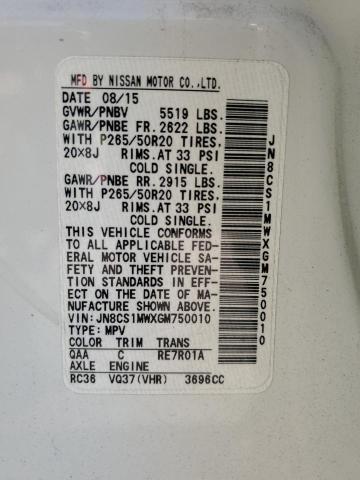 MFD BY NISSAN MOTOR CO.,LTD.
DATE 08/15
GVWR/PNBV 5519 LBS.
GAWR/PNBE FR. 2622 LBS.
WITH P265/50R20 TIRES
20×8J RIMS.AT 33 PSI
COLD SINGLE.
GAWR/PNBE RR. 2915 LBS.
WITH P265/50R20 TIRES
20×8J RIMS.AT 33 PSI
COLD SINGLE.
THIS VEHICLE CONFORMS
TO ALL APPLICABLE FED-
ERAL MOTOR VEHICLE SA-
FETY AND THEFT PREVEN-
TION STANDARDS IN EFF-
ECT ON THE DATE OF MA-
NUFACTURE SHOWN ABOVE.
VIN:JN8CS1MWXGM750010
TYPE: MPV
COLOR TRIM TRANS
QAA C RE7R01A
AXLE ENGINE
RC36 VQ37(VHR) 3696CC
JN8CS1MWXGM750010